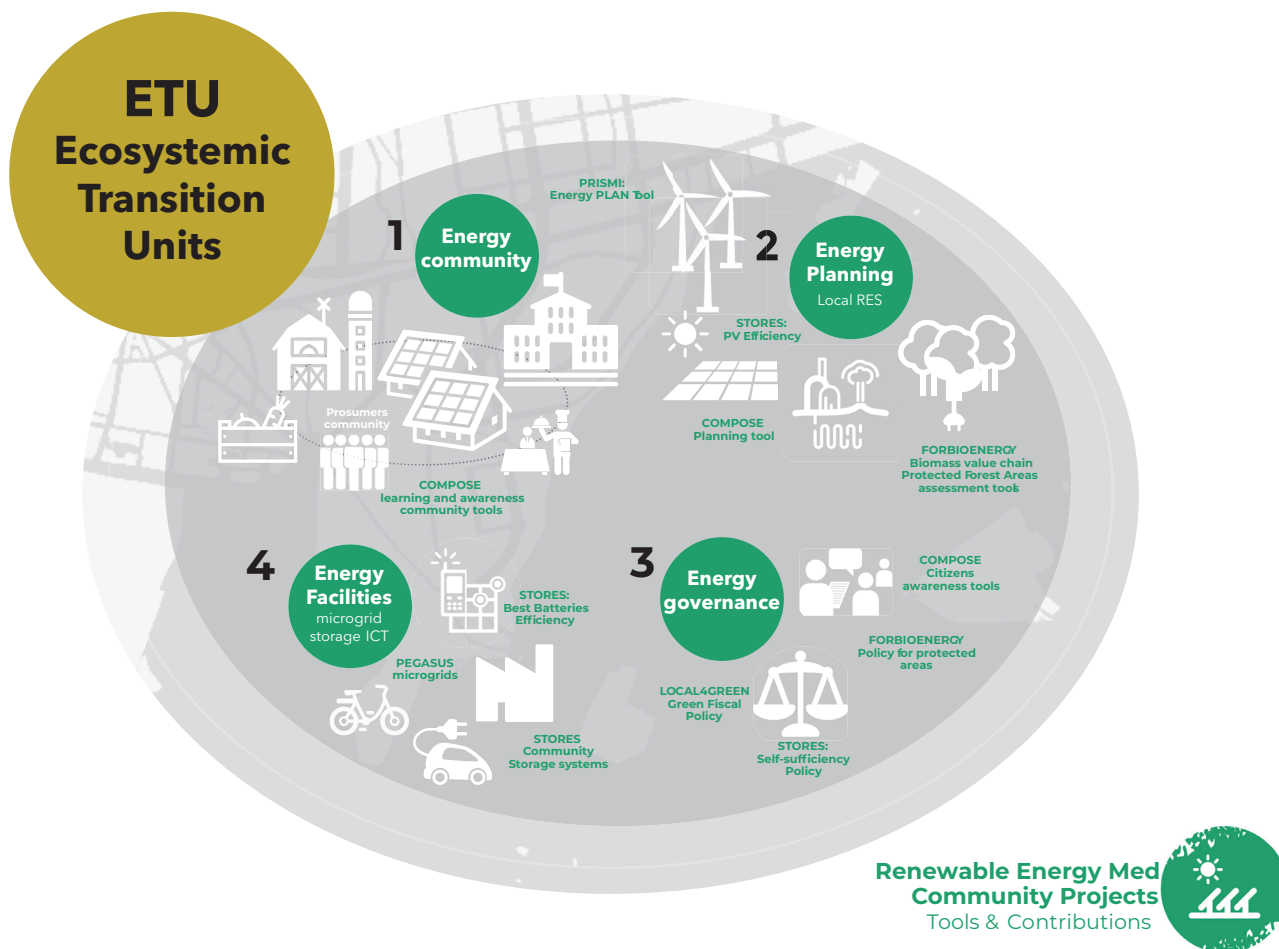 ETU
Ecosystemic
Transition
Units
1
Energy
community
PRISMI:
Energy PLAN Tool
2
Energy
Planning
Local RES
STORES:
PV Efficiency
Prosumers
community
COMPOSE
Planning tool
FORBIOENERGY
Biomass value chain
Protected Forest Areas
assessment tools
COMPOSE
learning and awareness
community tools
4
Energy
Facilities
microgrid
storage ICT
STORES:
Best Batteries
Efficiency
PEGASUS
microgrids
STORES
Community
Storage systems
3
Energy
governance
COMPOSE
Citizens
awareness tools
FORBIOENERGY
Policy for protected
areas
LOCAL4GREEN
Green Fiscal
Policy
STORES:
Self-sufficiency
Policy
Renewable Energy Med
Community Projects
Tools & Contributions